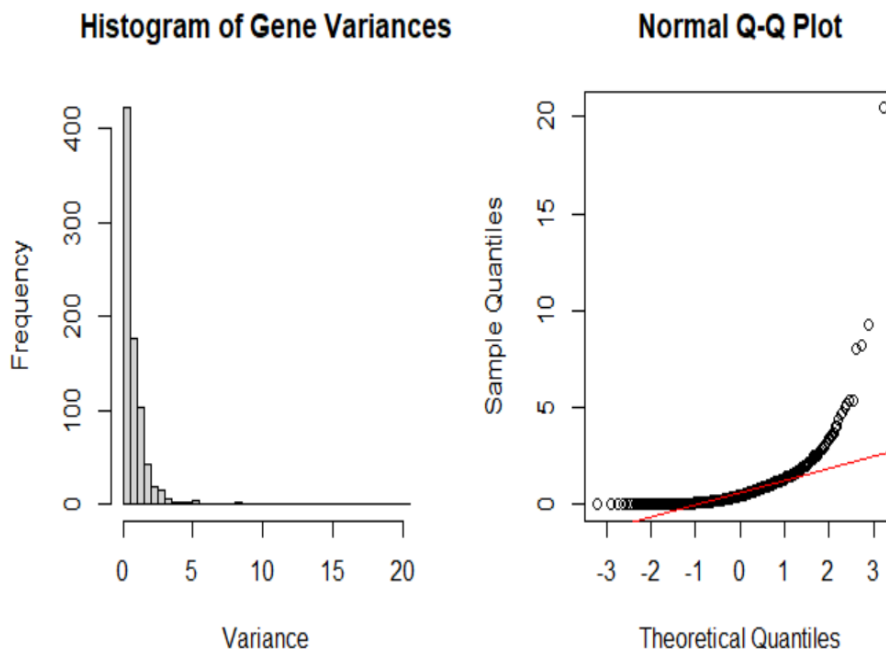 Histogram of Gene Variances
Frequency
400
300
200
100
0
0 5 10 15 20
Variance
Normal Q-Q Plot
Sample Quantiles
20
15
10
5
0
-3 -2 -1 0 1 2 3
Theoretical Quantiles